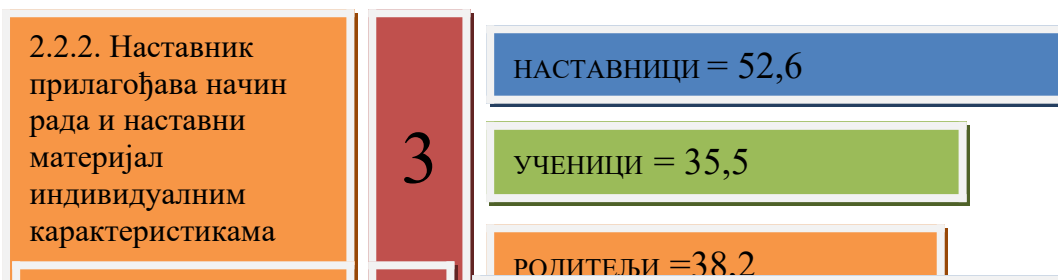 2.2.2. Наставник
прилагођава начин
рада и наставни
материјал
индивидуалним
карактеристикама
3
НАСТАВНИЦИ = 52,6
УЧЕНИЦИ = 35,5
РОДИТЕЉИ =38,2